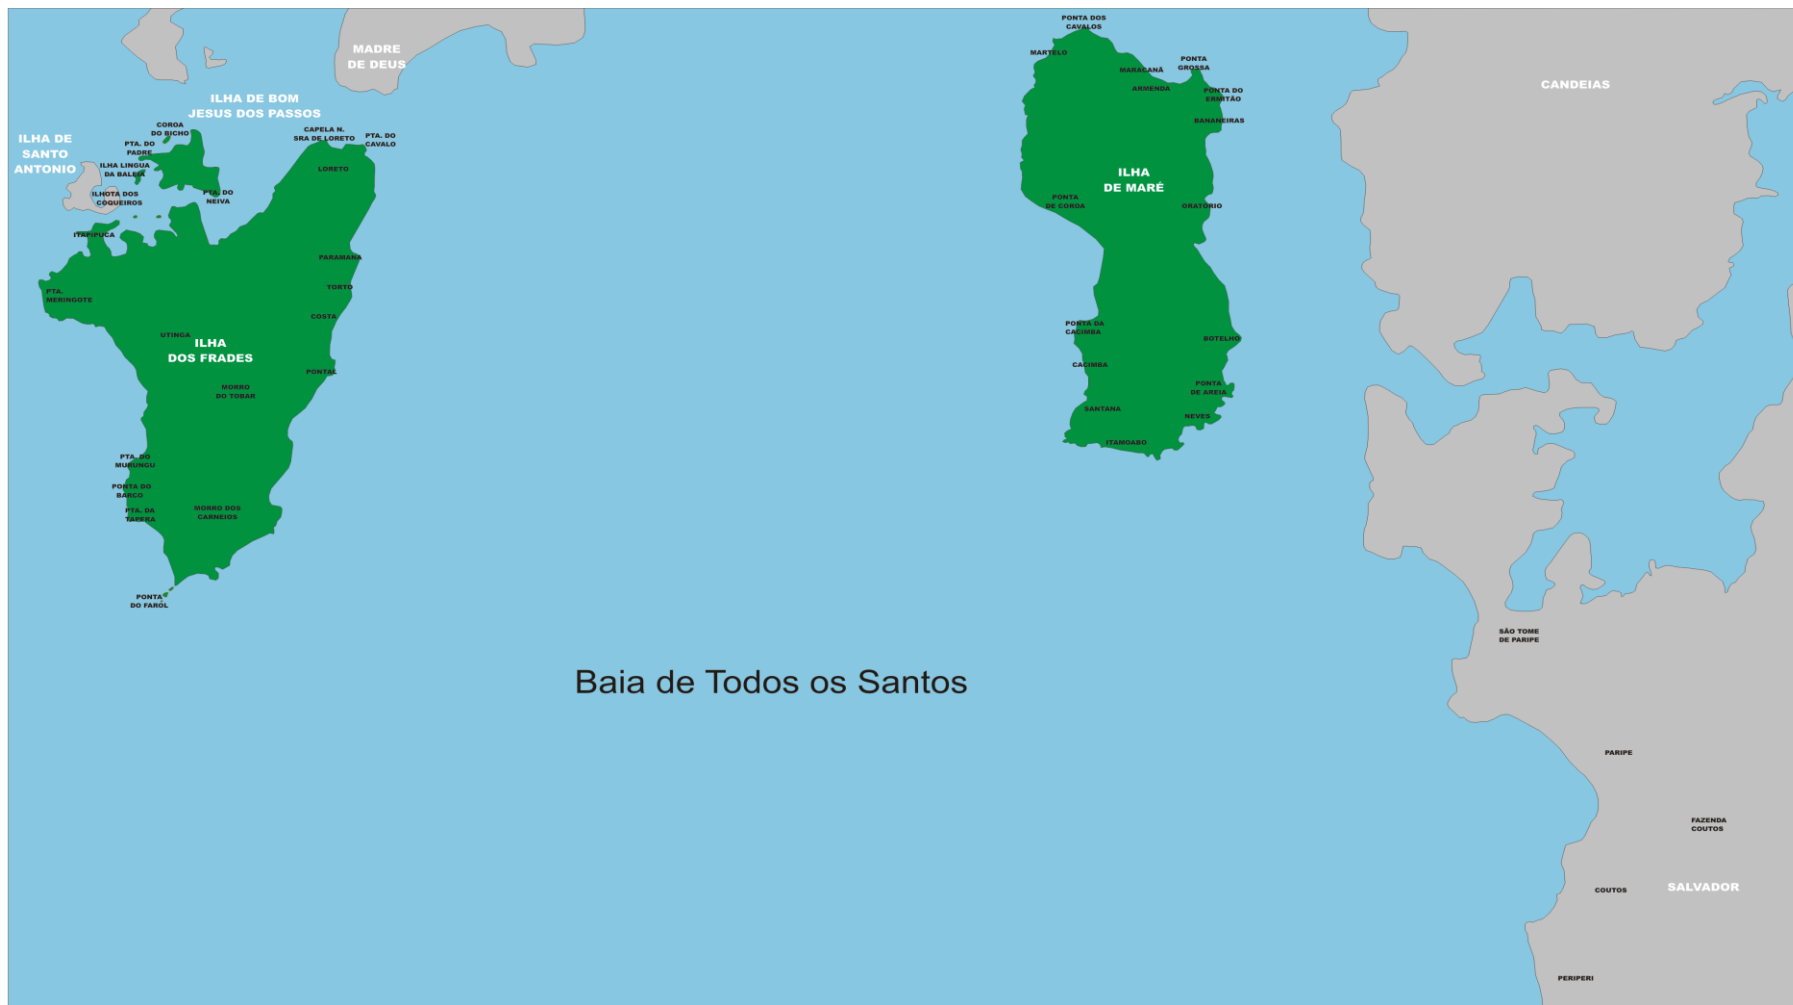 MADRE
DE DEUS
ILHA DE BOM
JESUS DOS PASSOS
ILHA DE
SANTO
ANTONIO
COROA
DO BICHO
PTA. DO
PADRE
ILHA LINGUA
DA BALEIA
ILHOTA DOS
COQUEIROS
PTA. DO
NEIVA
CAPELA N.
SRA DE LORETO
PTA. DO
CAVALO
LORETO
ITAPIPUCA
PARAMANA
TORTO
PTA.
MERINGOTE
COSTA
UTINGA
ILHA
DOS FRADES
PONTAL
MORRO
DO TOBAR
PTA. DO
MURUNGU
PONTA DO
BARCO
PTA. DA
TAPERA
MORRO DOS
CARNEIOS
PONTA
DO FARÓL
PONTA DOS
CAVALOS
MARTELO
MARACANÃ
PONTA
GROSSA
ARMENDA
PONTA DO
ERMITÃO
BANANEIRAS
ILHA
DE MARÉ
PONTA
DE COROA
ORATORIO
PONTA DA
CACIMBA
BOTELHO
CACIMBA
PONTA
DE AREIA
SANTANA
NEVES
ITAMOABO
CANDEIAS
Baia de Todos os Santos
SÃO TOME
DE PARIPE
PARIPE
FAZENDA
COUTOS
COUTOS
SALVADOR
PERIPERI